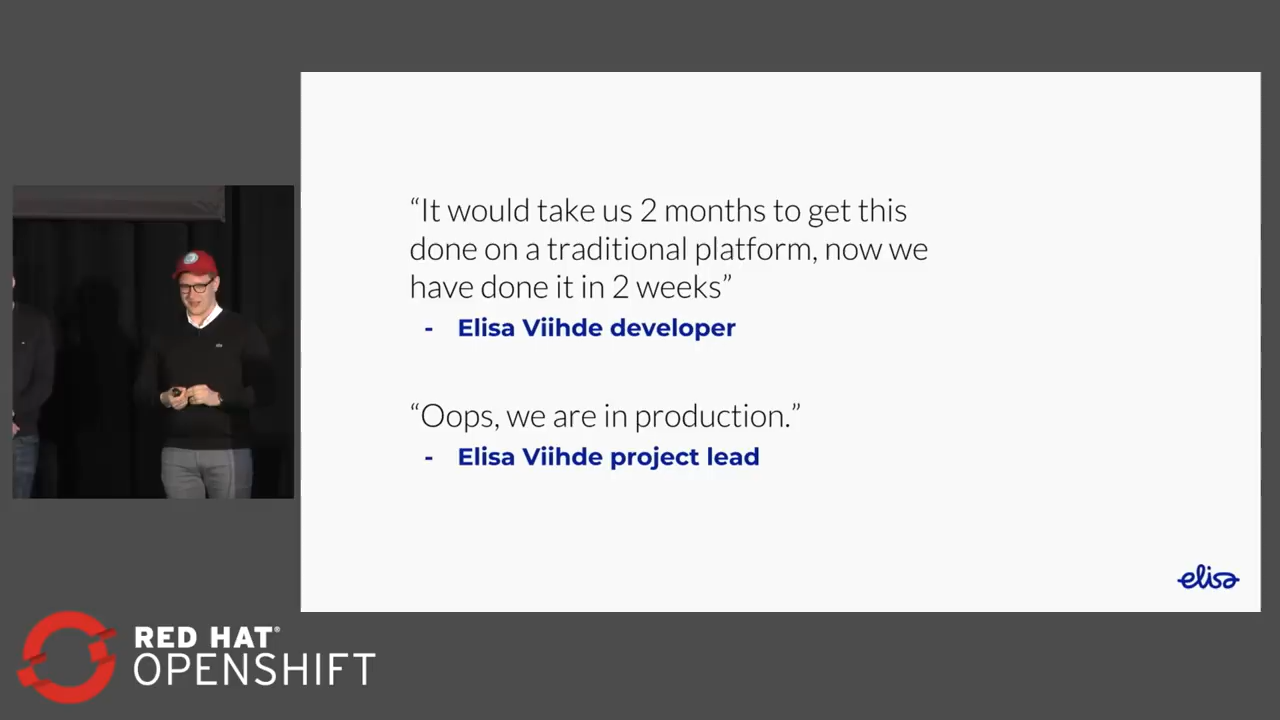 “It would take us 2 months to get this
done on a traditional platform, now we
have done it in 2 weeks”
- Elisa Viihde developer
“Oops, we are in production.”
- Elisa Viihde project lead
elisa
RED HAT®
OPENSHIFT